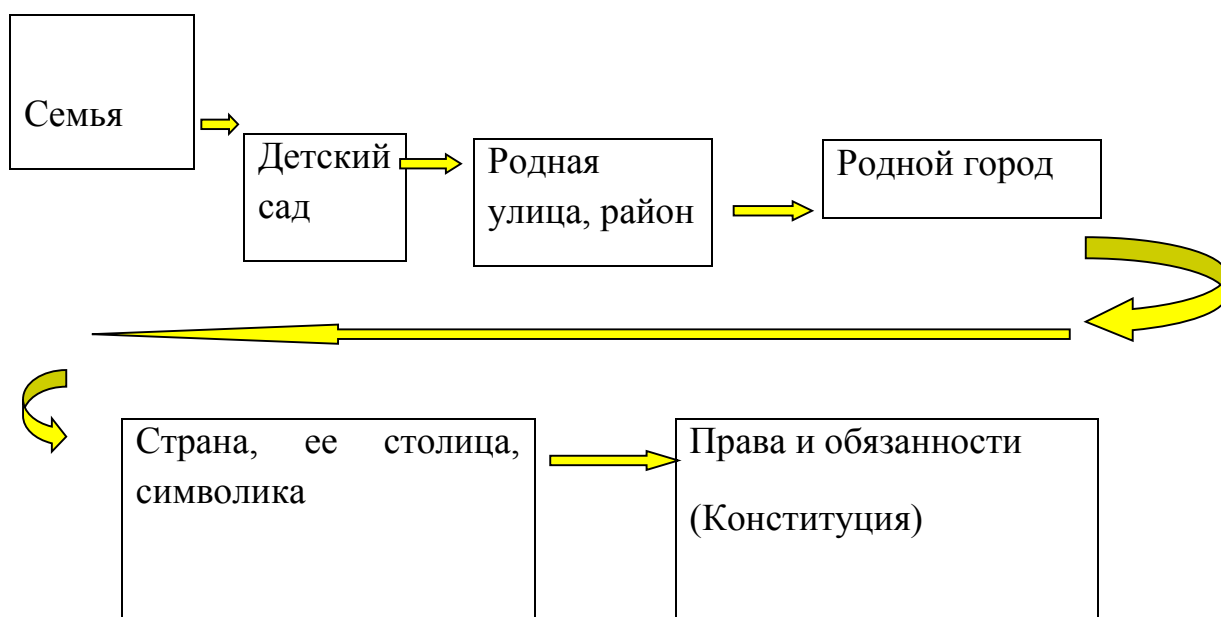 Семья
Детский
сад
Родная
улица, район
Родной город
Страна, ее столица,
символика
Права и обязанности
(Конституция)